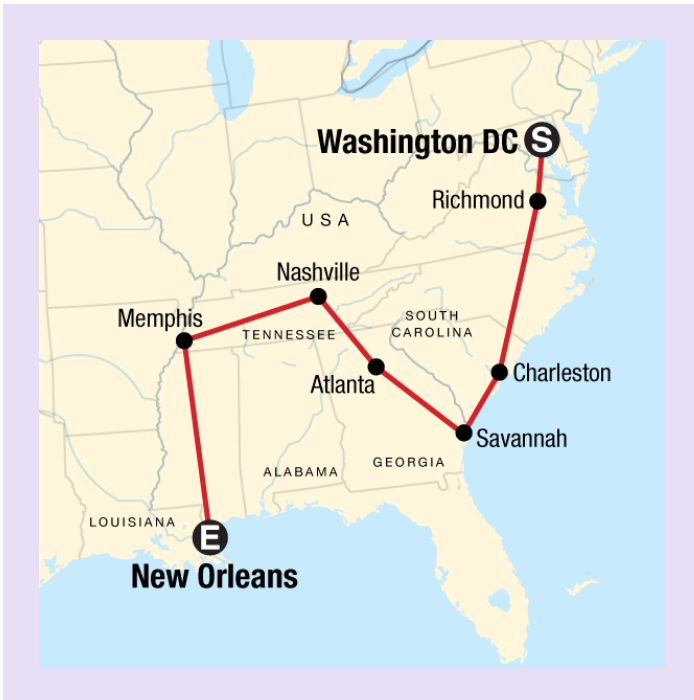 Washington DC S
Richmond
USA
Nashville
Memphis
SOUTH
CAROLINA
TENNESSEE
Atlanta
Charleston
Savannah
GEORGIA
ALABAMA
LOUISIANA
E
New Orleans